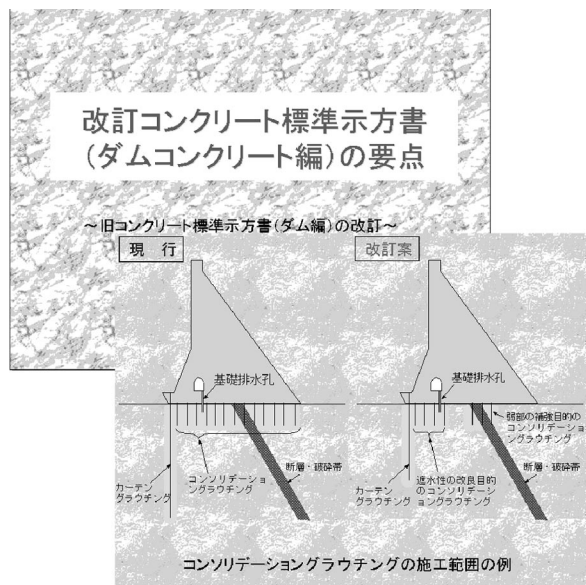 改訂コンクリート標準示方書
(ダムコンクリート編)の要点
～旧コンクリート標準示方書(ダム編)の改訂～
現 行
基礎排水孔
カーテン
グラウチング
コンソリデーショ
ングラウチング
断層・破砕帯
改訂案
基礎排水孔
弱部の補強目的の
コンソリデーショ
ングラウチング
カーテン
グラウチング
遮水性の改良目的
のコンソリデーシ
ョングラウチング
断層・破砕帯
コンソリデーショングラウチングの施工範囲の例